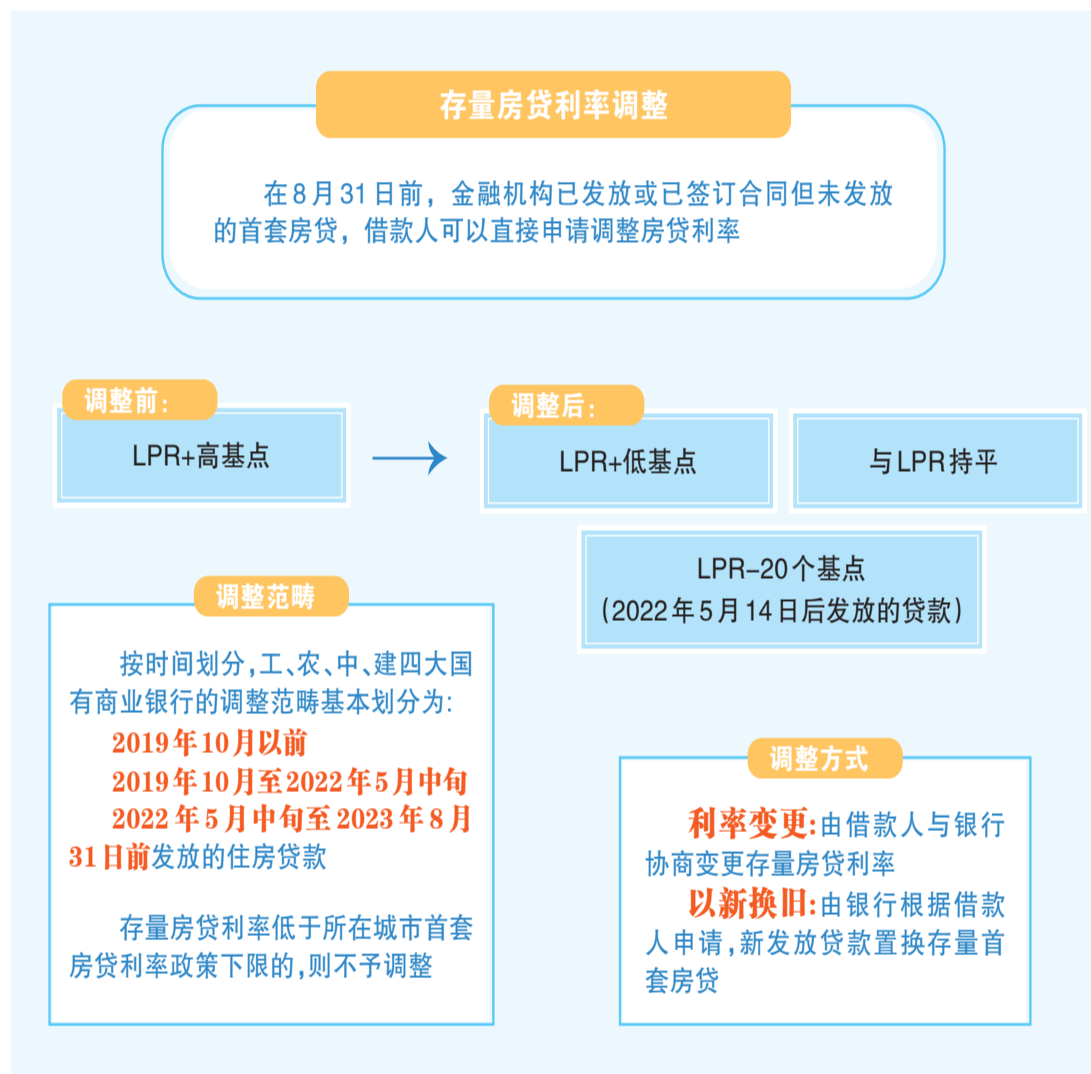 存量房贷利率调整
在8月31日前，金融机构已发放或已签订合同但未发放
的首套房贷，借款人可以直接申请调整房贷利率
调整前：
LPR+高基点
调整后：
LPR+低基点
与LPR持平
LPR-20个基点
（2022年5月14日后发放的贷款）
调整范畴
按时间划分，工、农、中、建四大国
有商业银行的调整范畴基本划分为：
2019年10月以前
2019年10月至2022年5月中旬
2022年5月中旬至2023年8月
31日前发放的住房贷款
存量房贷利率低于所在城市首套
房贷利率政策下限的，则不予调整
调整方式
利率变更：由借款人与银行
协商变更存量房贷利率
以新换旧：由银行根据借款
人申请，新发放贷款置换存量首
套房贷